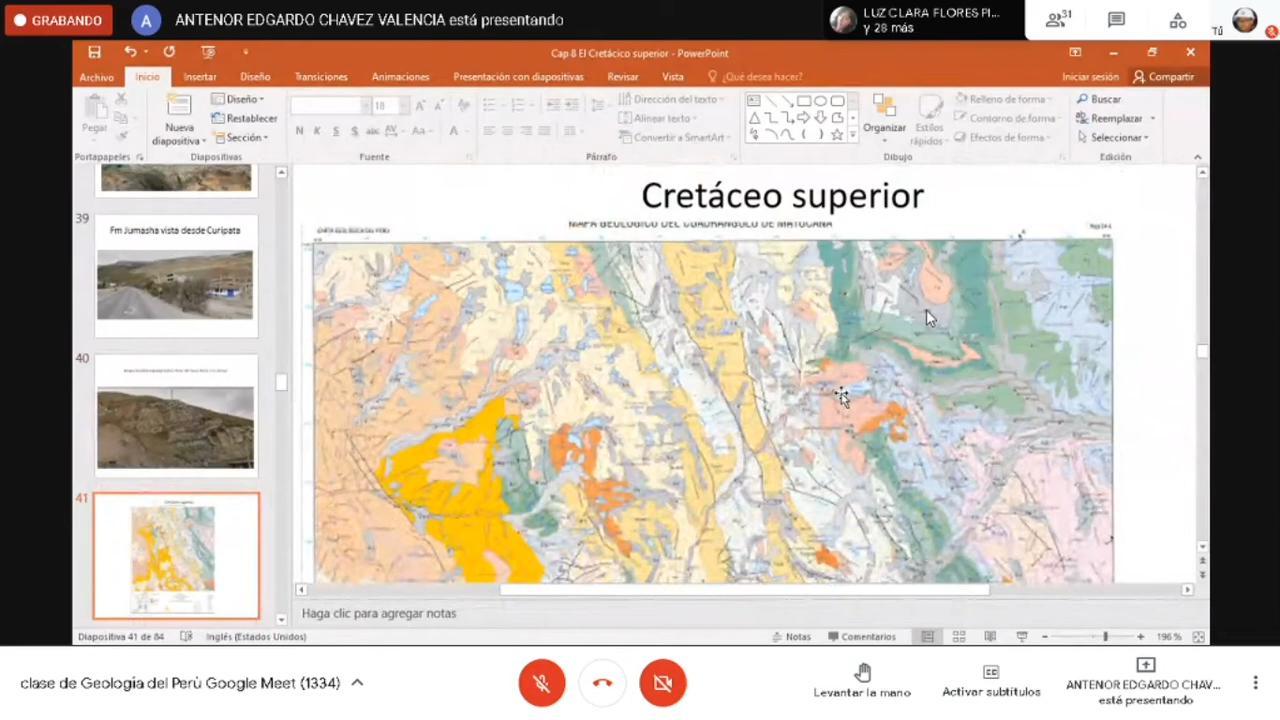 GRABANDO
A
ANTENOR EDGARDO CHAVEZ VALENCIA está presentando
LUZ CLARA FLORES PI...
y 28 más
31
Tú
Cap 8 El Cretácico superior - PowerPoint
Archivo
Inicio
Insertar
Diseño
Transiciones
Animaciones
Presentación con diapositivas
Revisar
Vista
¿Qué desea hacer?
Iniciar sesión
Compartir
Pegar
Nueva
diapositiva
Diseño
Restablecer
Sección
18
N K S S abc AV Aa A
Dirección del texto
Alinear texto
Convertir a SmartArt
Organizar
Estilos
rápidos
Relleno de forma
Contorno de forma
Efectos de forma
Buscar
Reemplazar
Seleccionar
Portapapeles
Diapositivas
Fuente
Párrafo
Dibujo
Edición
39
Fm Jumasha vista desde Curipata
40
41
Cretáceo superior
MAPA GEOLOGICO DEL CUADRANGULO DE MATUCANA
Haga clic para agregar notas
Diapositiva 41 de 84
Inglés (Estados Unidos)
Notas
Comentarios
196 %
clase de Geología del Perú Google Meet (1334)
Levantar la mano
Activar subtítulos
ANTENOR EDGARDO CHAV...
está presentando